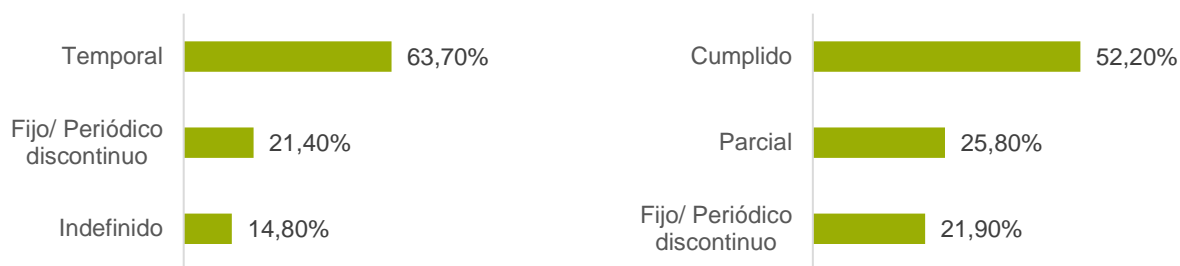 Temporal
63,70%
Fijo/ Periódico
discontinuo
21,40%
Indefinido
14,80%
Cumplido
52,20%
Parcial
25,80%
Fijo/ Periódico
discontinuo
21,90%